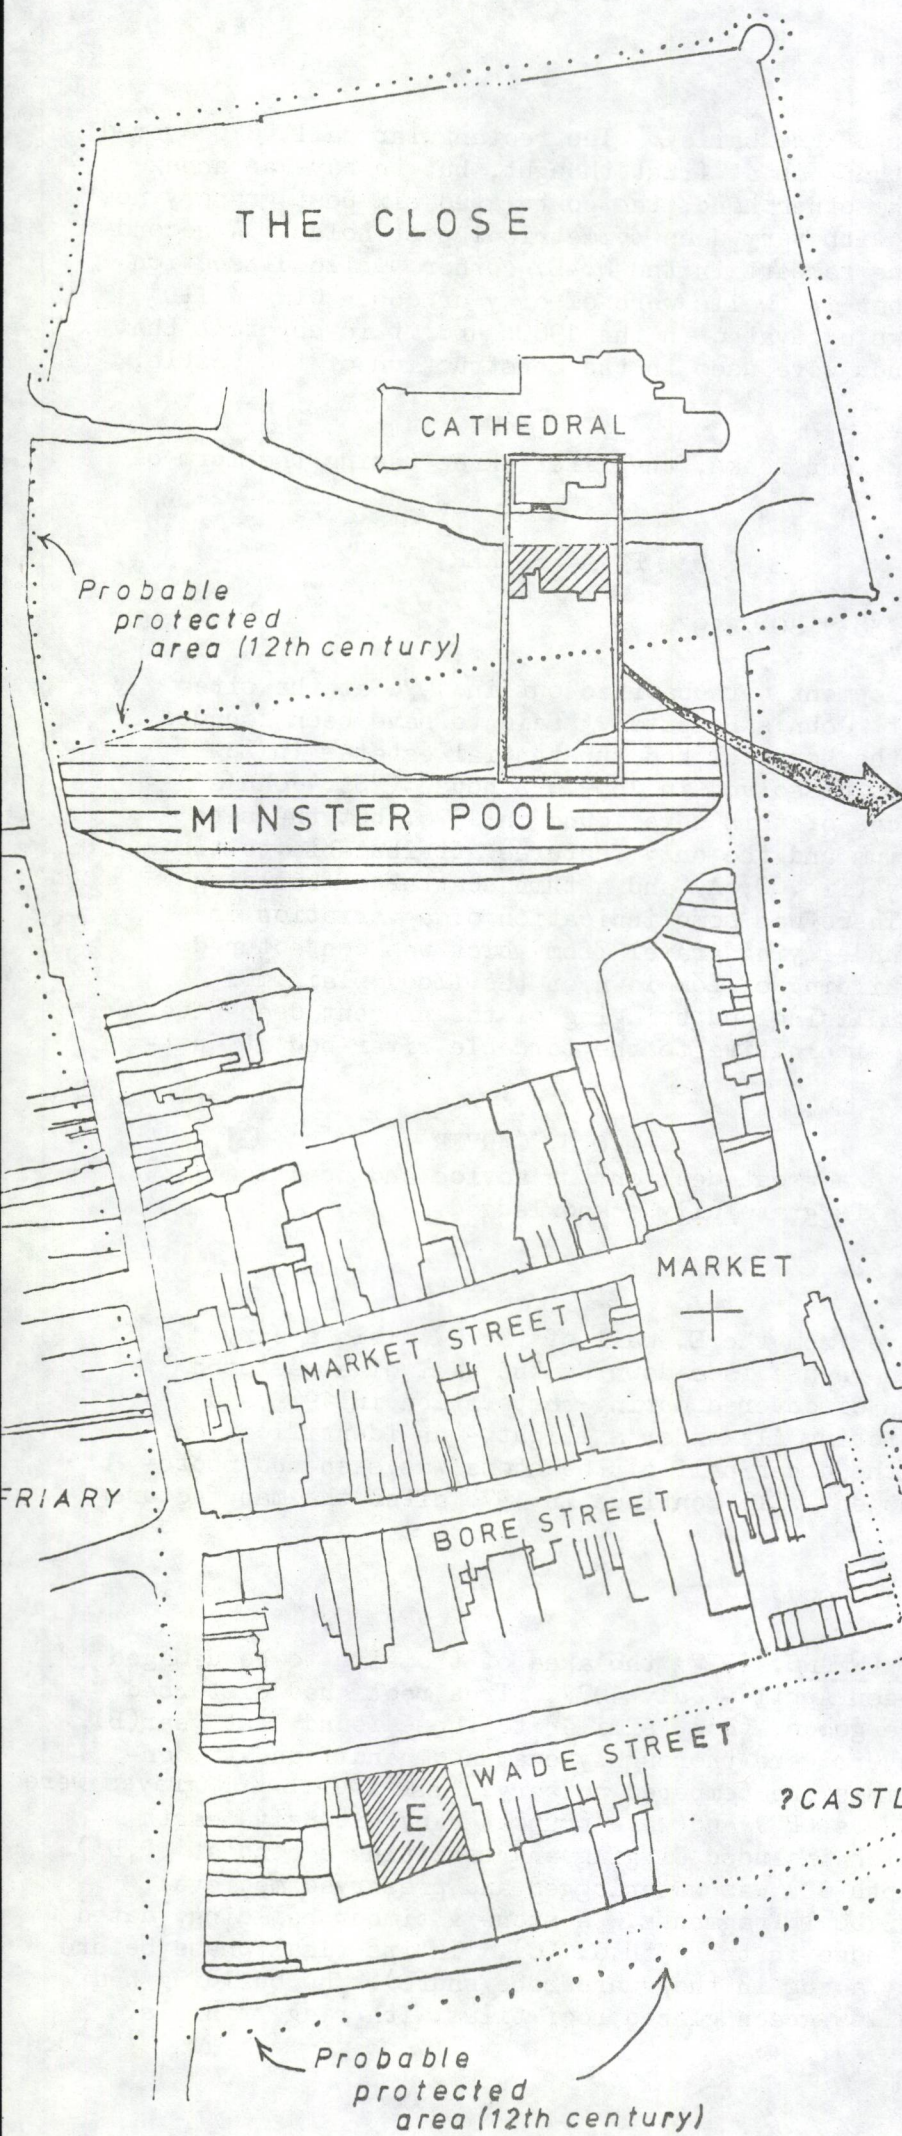 THE CLOSE
CATHEDRAL
Probable
protected
area (12th century)
MINSTER POOL
MARKET
MARKET STREET
FRIARY
BORE STREET
WADE STREET
E
?CASTL
Probable
protected
area (12th century)